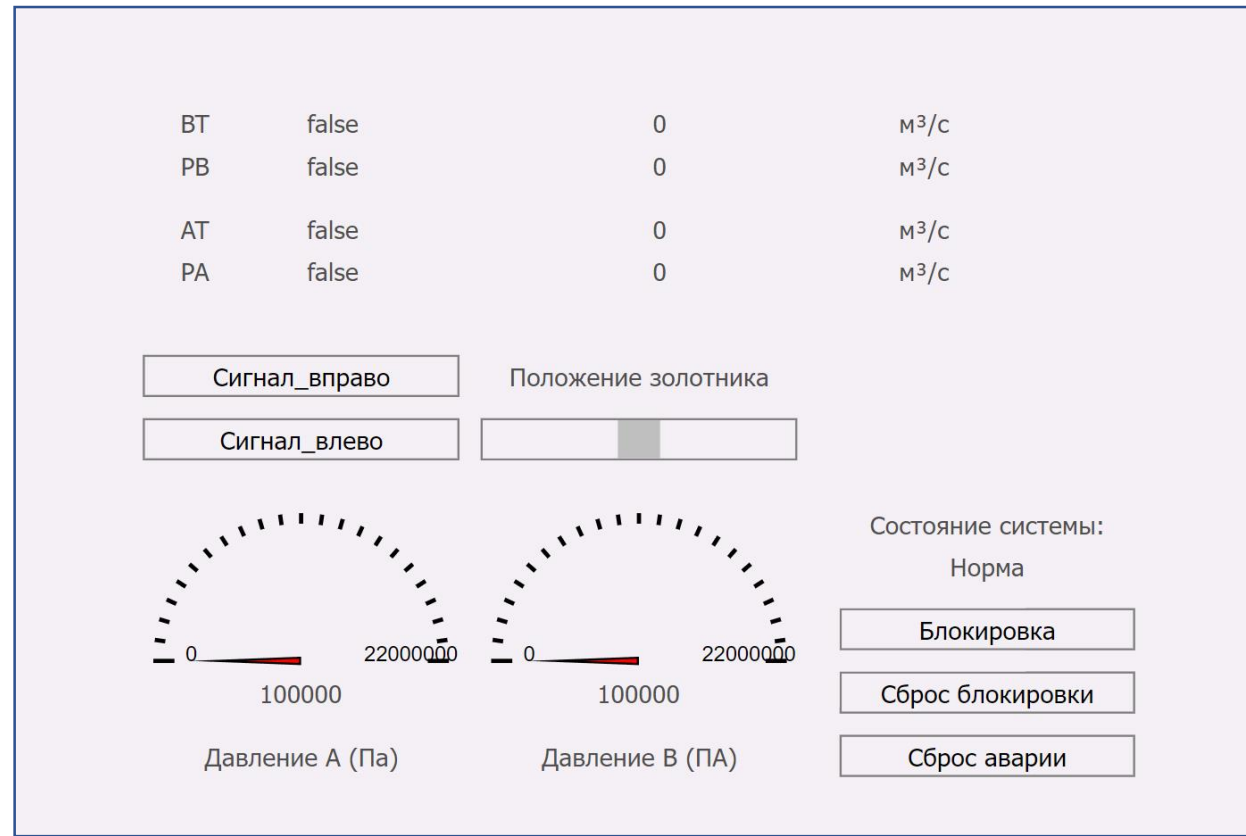 BT false 0 м³/с
PB false 0 м³/с
AT false 0 м³/с
PA false 0 м³/с
Сигнал_вправо Положение золотника
Сигнал_влево
Состояние системы:
Норма
Блокировка
0 22000000 0 22000000
100000 100000 Сброс блокировки
Давление А (Па) Давление В (ПА) Сброс аварии